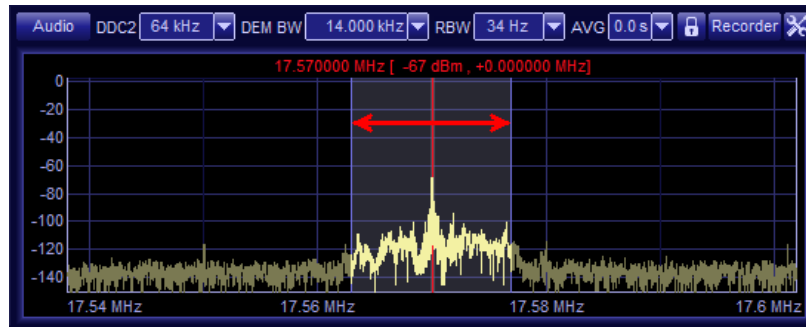 Audio DDC2 64 kHz DEM BW 14.000 kHz RBW 34 Hz AVG 0.0 s Recorder
17.570000 MHz [ -67 dBm , +0.000000 MHz]
0
-20
-40
-60
-80
-100
-120
-140
17.54 MHz 17.56 MHz 17.58 MHz 17.6 MHz